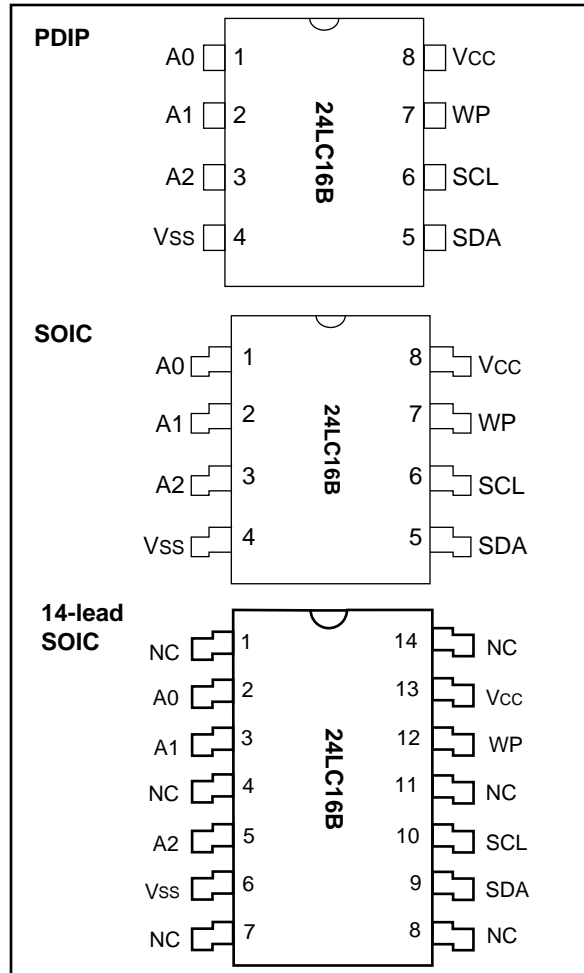 PDIP
A0 1 8 VCC
A1 2 7 WP
24LC16B
A2 3 6 SCL
VSS 4 5 SDA
SOIC
A0 1 8 VCC
A1 2 7 WP
24LC16B
A2 3 6 SCL
VSS 4 5 SDA
14-lead
SOIC
NC 1 14 NC
A0 2 13 VCC
A1 3 12 WP
24LC16B
NC 4 11 NC
A2 5 10 SCL
VSS 6 9 SDA
NC 7 8 NC